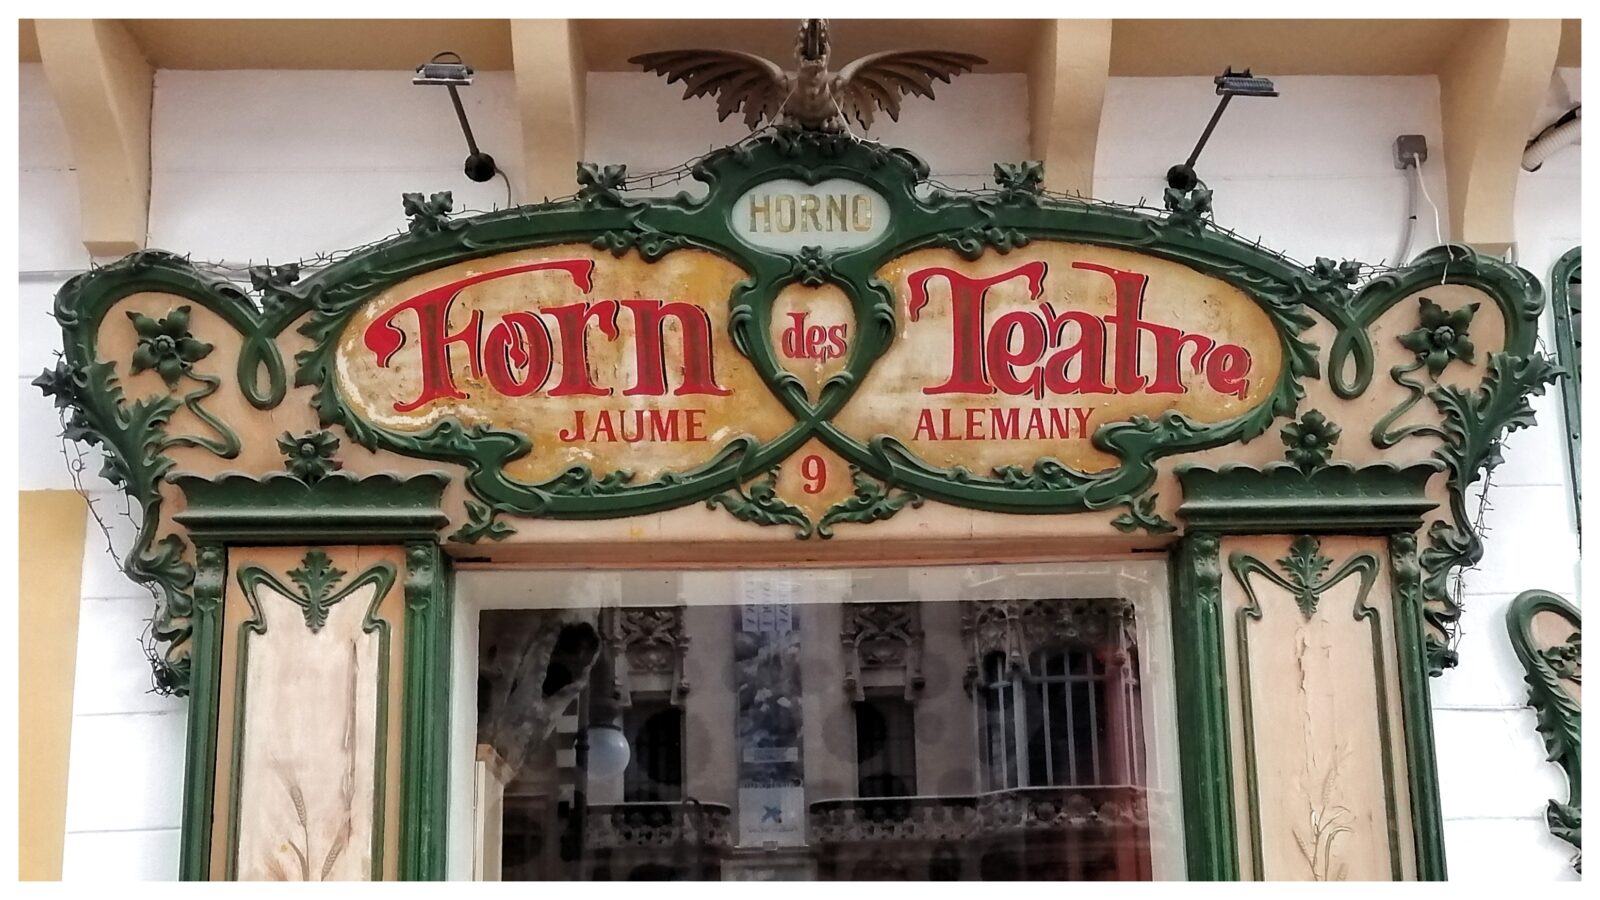 HORNO
Forn des Teatre
JAUME ALEMANY
9